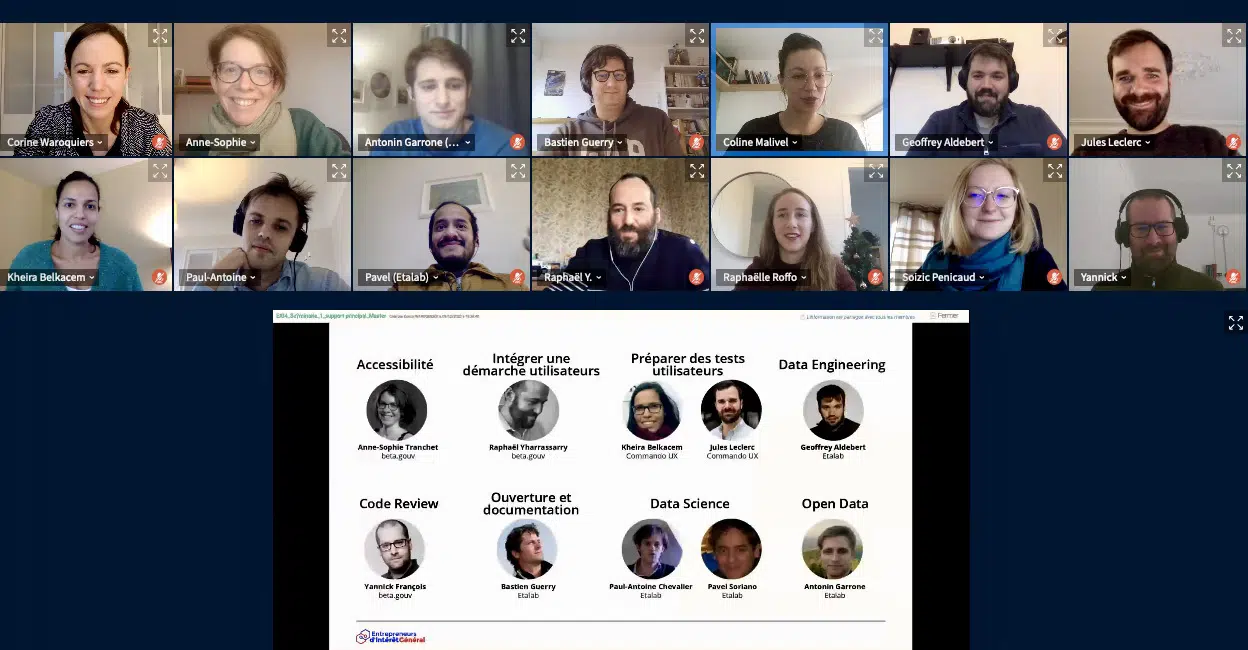 Corine Waroquiers
Anne-Sophie
Antonin Garrone (...
Bastien Guerry
Coline Malivel
Geoffrey Aldebert
Jules Leclerc
Kheira Belkacem
Paul-Antoine
Pavel (Etalab)
Raphaël Y.
Raphaëlle Roffo
Soizic Penicaud
Yannick
Fermer
Accessibilité
Intégrer une
démarche utilisateurs
Préparer des tests
utilisateurs
Data Engineering
Anne-Sophie Tranchet
beta.gouv
Raphaël Yharrassarry
beta.gouv
Kheira Belkacem
Commando UX
Jules Leclerc
Commando UX
Geoffrey Aldebert
Etalab
Code Review
Ouverture et
documentation
Data Science
Open Data
Yannick François
beta.gouv
Bastien Guerry
Etalab
Paul-Antoine Chevalier
Etalab
Pavel Soriano
Etalab
Antonin Garrone
Etalab
Entrepreneurs
d'Intérêt Général